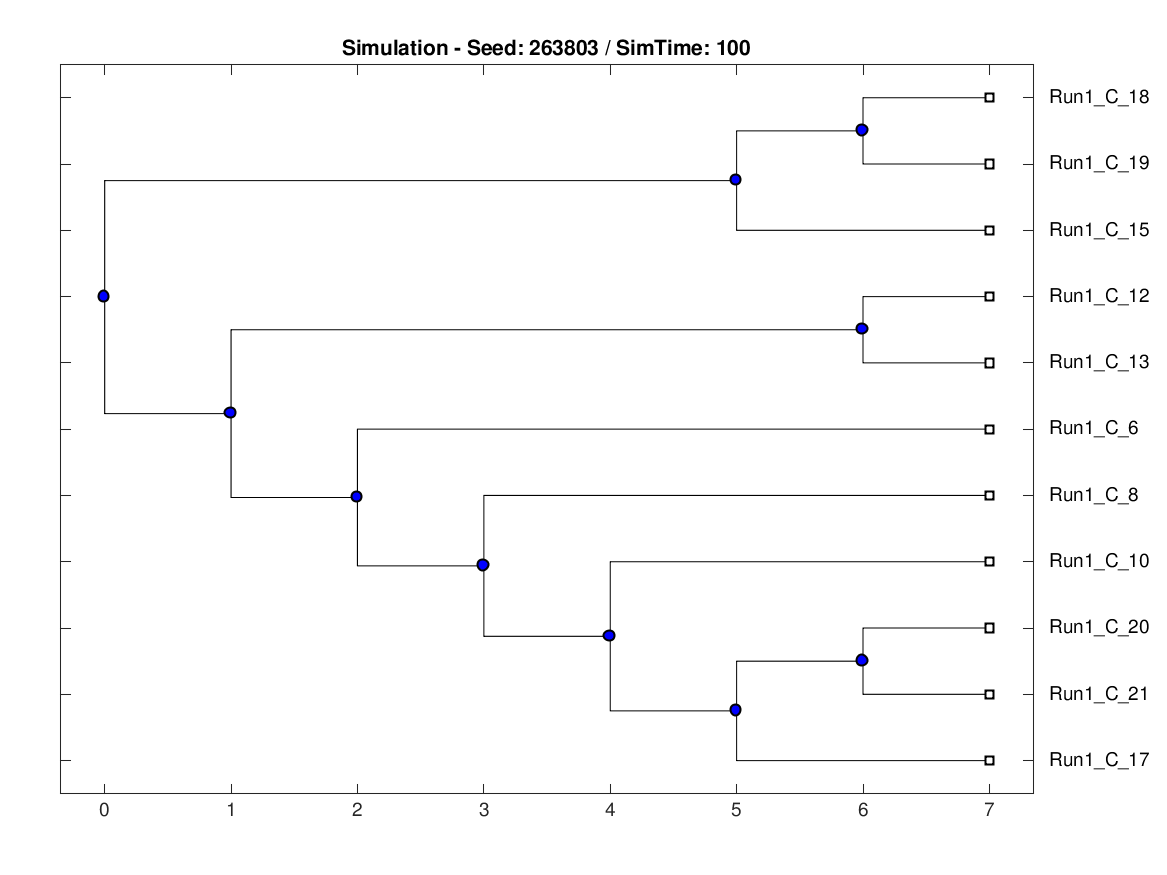 Simulation - Seed: 263803 / SimTime: 100
Run1_C_18
Run1_C_19
Run1_C_15
Run1_C_12
Run1_C_13
Run1_C_6
Run1_C_8
Run1_C_10
Run1_C_20
Run1_C_21
Run1_C_17
0 1 2 3 4 5 6 7